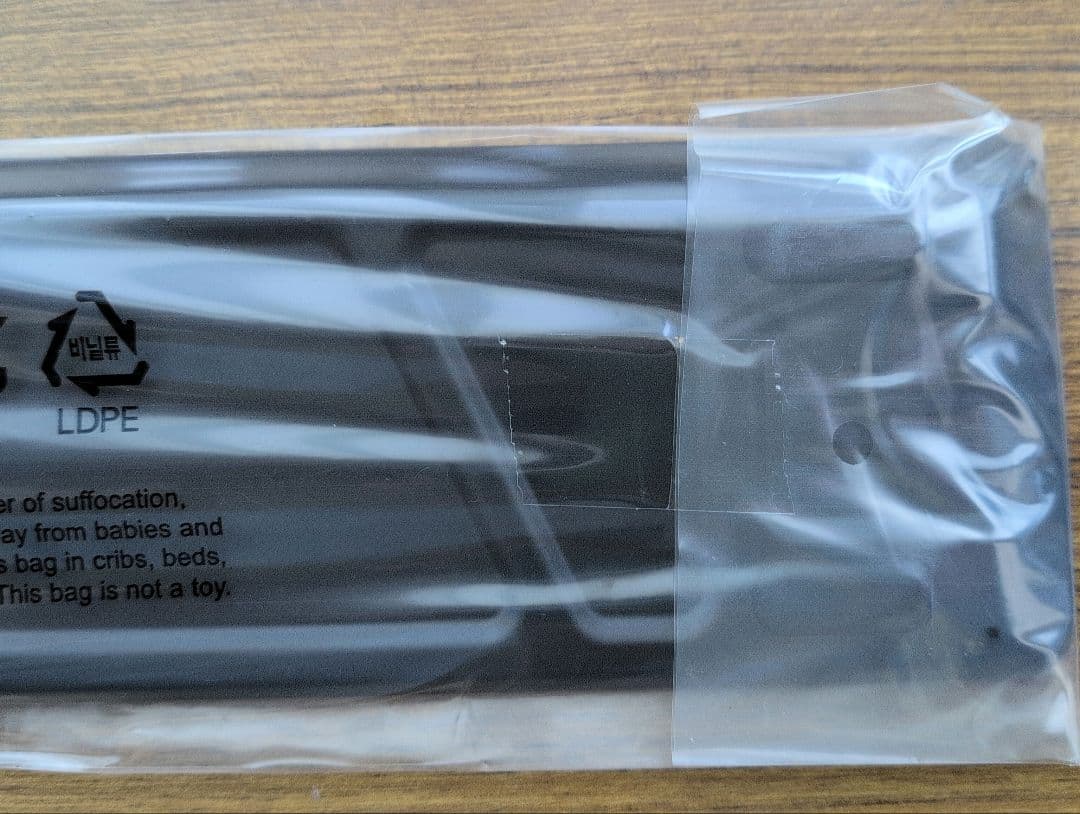 비닐류
LDPE
er of suffocation,
ay from babies and
s bag in cribs, beds,
This bag is not a toy.